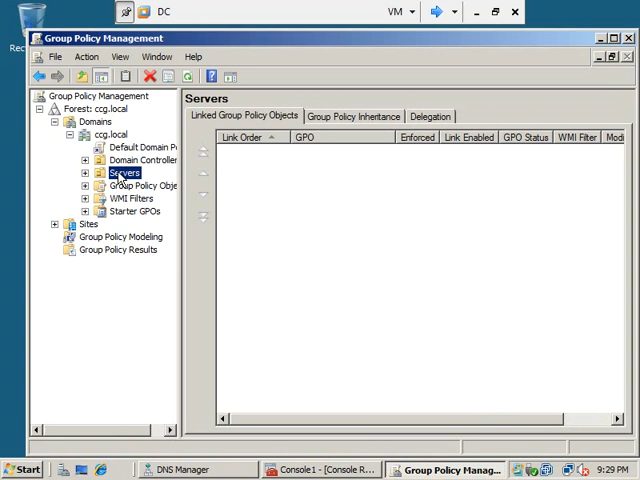 DC
VM
Recy
Group Policy Management
File Action View Window Help
Group Policy Management
Forest: ccg.local
Domains
ccg.local
Default Domain P
Domain Controller
Servers
Group Policy Obje
WMI Filters
Starter GPOs
Sites
Group Policy Modeling
Group Policy Results
Servers
Linked Group Policy Objects Group Policy Inheritance Delegation
Link Order GPO Enforced Link Enabled GPO Status WMI Filter Modi
Start DNS Manager Console1 - [Console R... Group Policy Manag... 9:29 PM